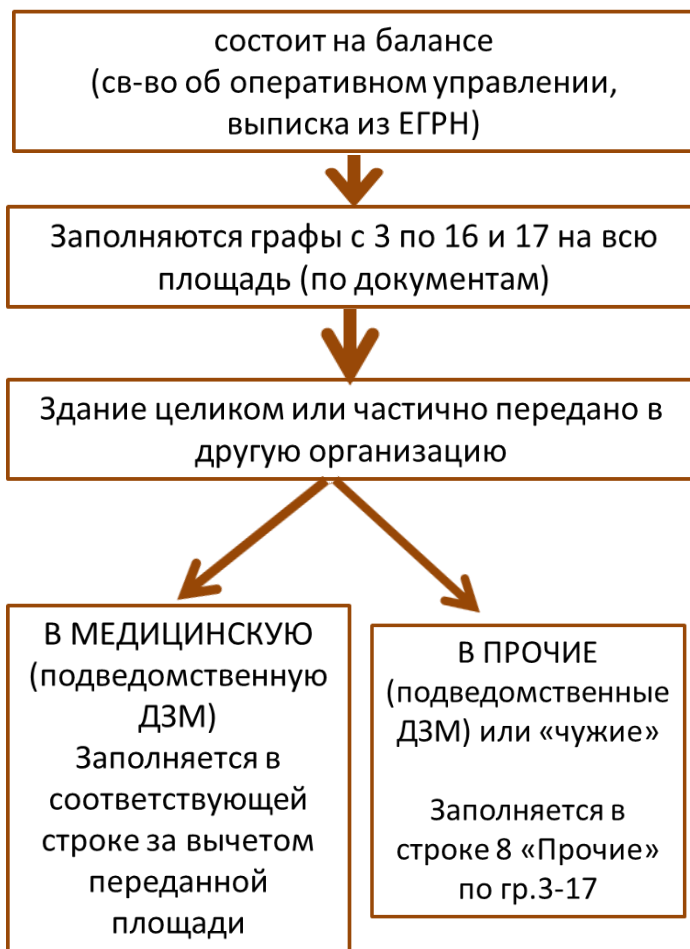 состоит на балансе
(св-во об оперативном управлении,
выписка из ЕГРН)
Заполняются графы с 3 по 16 и 17 на всю
площадь (по документам)
Здание целиком или частично передано в
другую организацию
В МЕДИЦИНСКУЮ
(подведомственную
ДЗМ)
Заполняется в
соответствующей
строке за вычетом
переданной
площади
В ПРОЧИЕ
(подведомственные
ДЗМ) или «чужие»
Заполняется в
строке 8 «Прочие»
по гр.3-17